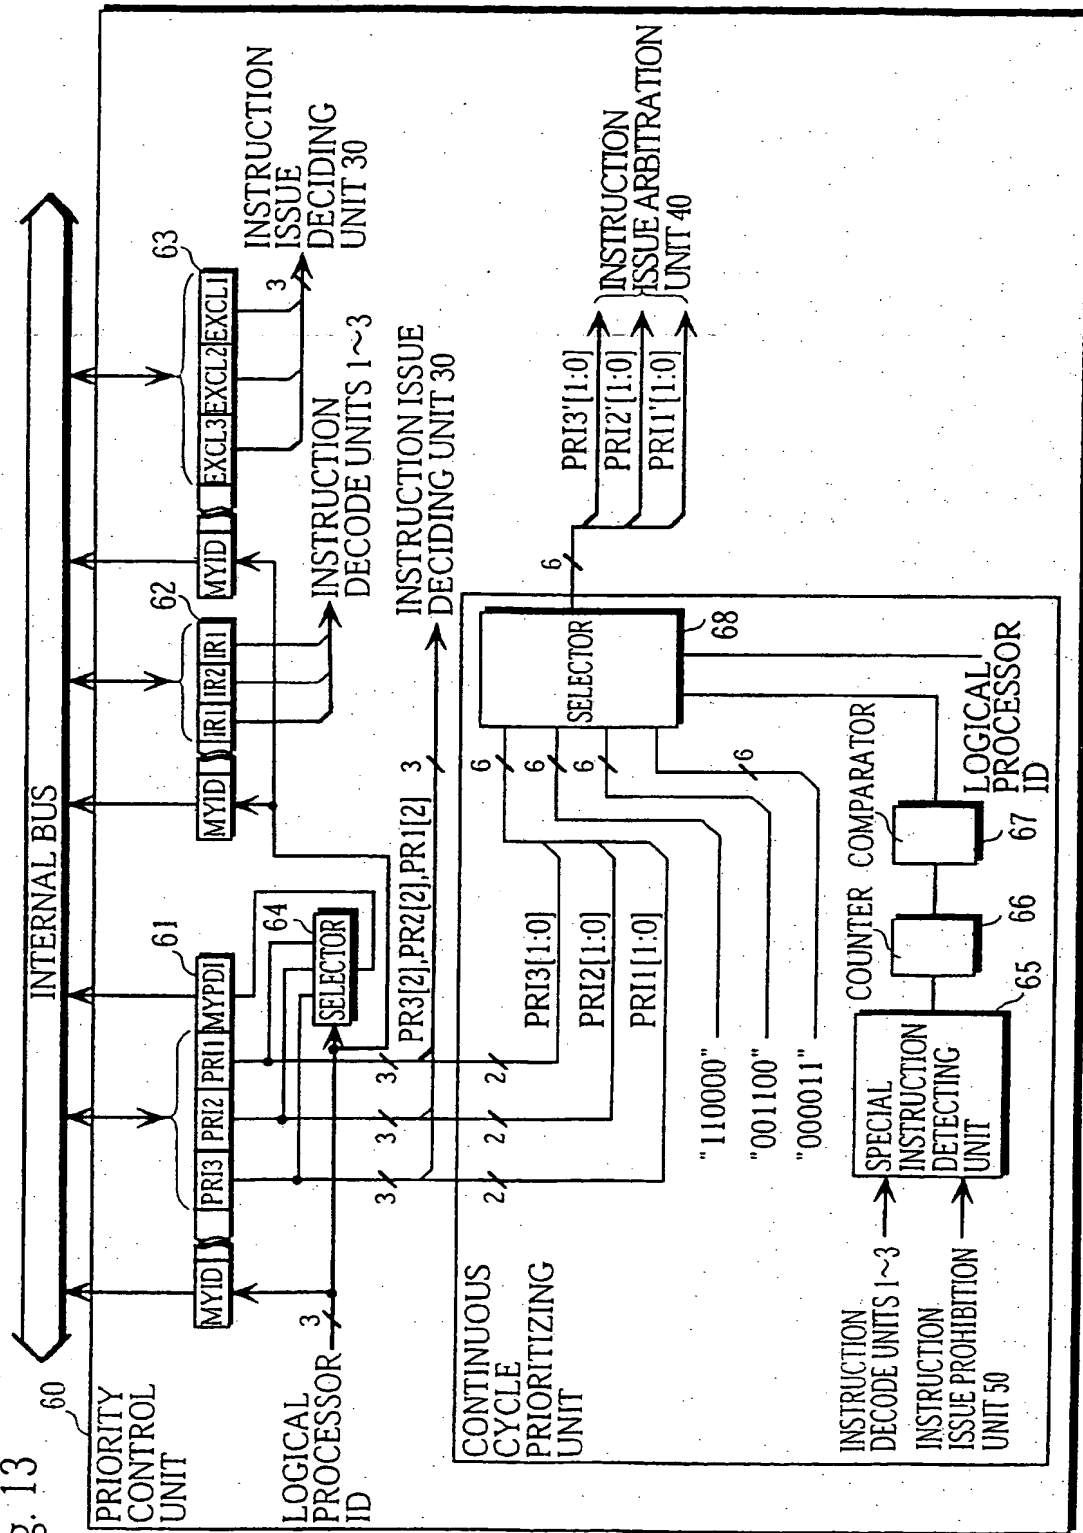 g. 13
60
PRIORITY
CONTROL
UNIT
INTERNAL BUS
61
MYID
PRI3
PRI2
PRI1
MYPDI
62
MYID
IR1
IR2
IR1
63
MYID
EXCL3
EXCL2
EXCL1
64
SELECTOR
LOGICAL
PROCESSOR
ID
3
3
3
3
3
INSTRUCTION
ISSUE
DECIDING
UNIT 30
INSTRUCTION
DECODE UNITS 1~3
PR3[2],PR2[2],PR1[2]
3
INSTRUCTION ISSUE
DECIDING UNIT 30
2
2
2
CONTINUOUS
CYCLE
PRIORITIZING
UNIT
PRI3[1:0]
PRI2[1:0]
PRI1[1:0]
6
6
6
6
"110000"
"001100"
"000011"
SELECTOR
68
6
PRI3'[1:0]
PRI2'[1:0]
PRI1'[1:0]
INSTRUCTION
ISSUE ARBITRATION
UNIT 40
INSTRUCTION
DECODE UNITS 1~3
INSTRUCTION
ISSUE PROHIBITION
UNIT 50
SPECIAL
INSTRUCTION
DETECTING
UNIT
65
COUNTER
66
COMPARATOR
67
LOGICAL
PROCESSOR
ID